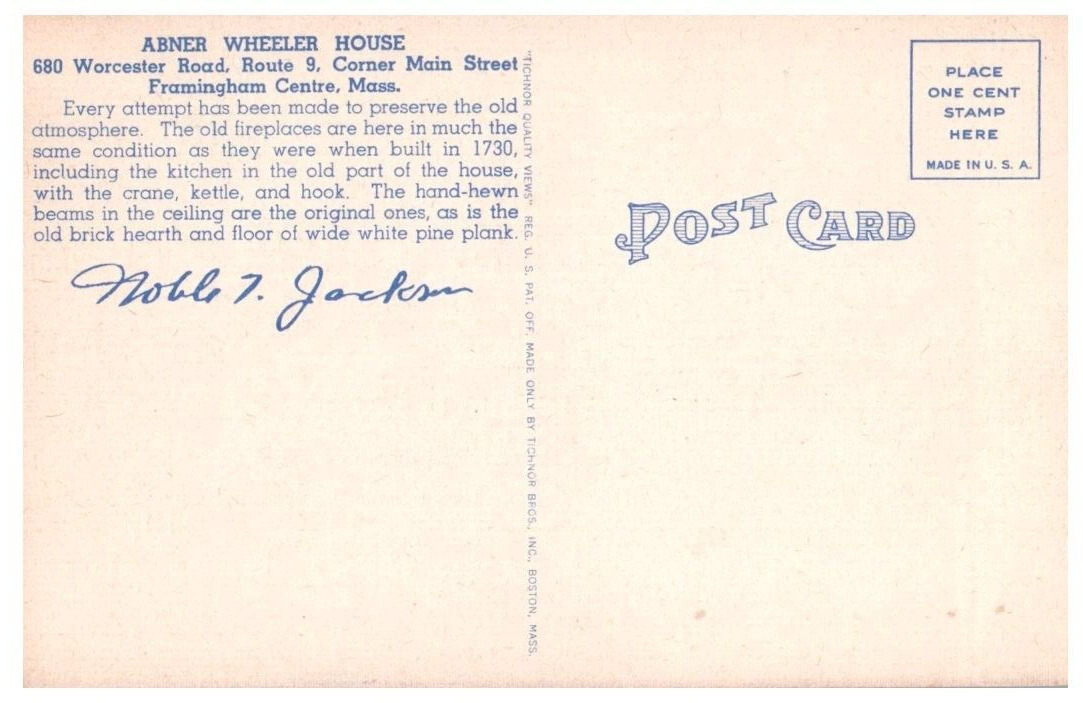 ABNER WHEELER HOUSE
680 Worcester Road, Route 9, Corner Main Street
Framingham Centre, Mass.
Every attempt has been made to preserve the old
atmosphere. The old fireplaces are here in much the
same condition as they were when built in 1730,
including the kitchen in the old part of the house,
with the crane, kettle, and hook. The hand-hewn
beams in the ceiling are the original ones, as is the
old brick hearth and floor of wide white pine plank.
Noble T. Jackson
"TICHNOR QUALITY VIEWS" REG. U. S. PAT. OFF. MADE ONLY BY TICHNOR BROS., INC., BOSTON, MASS.
POST CARD
PLACE
ONE CENT
STAMP
HERE
MADE IN U. S. A.